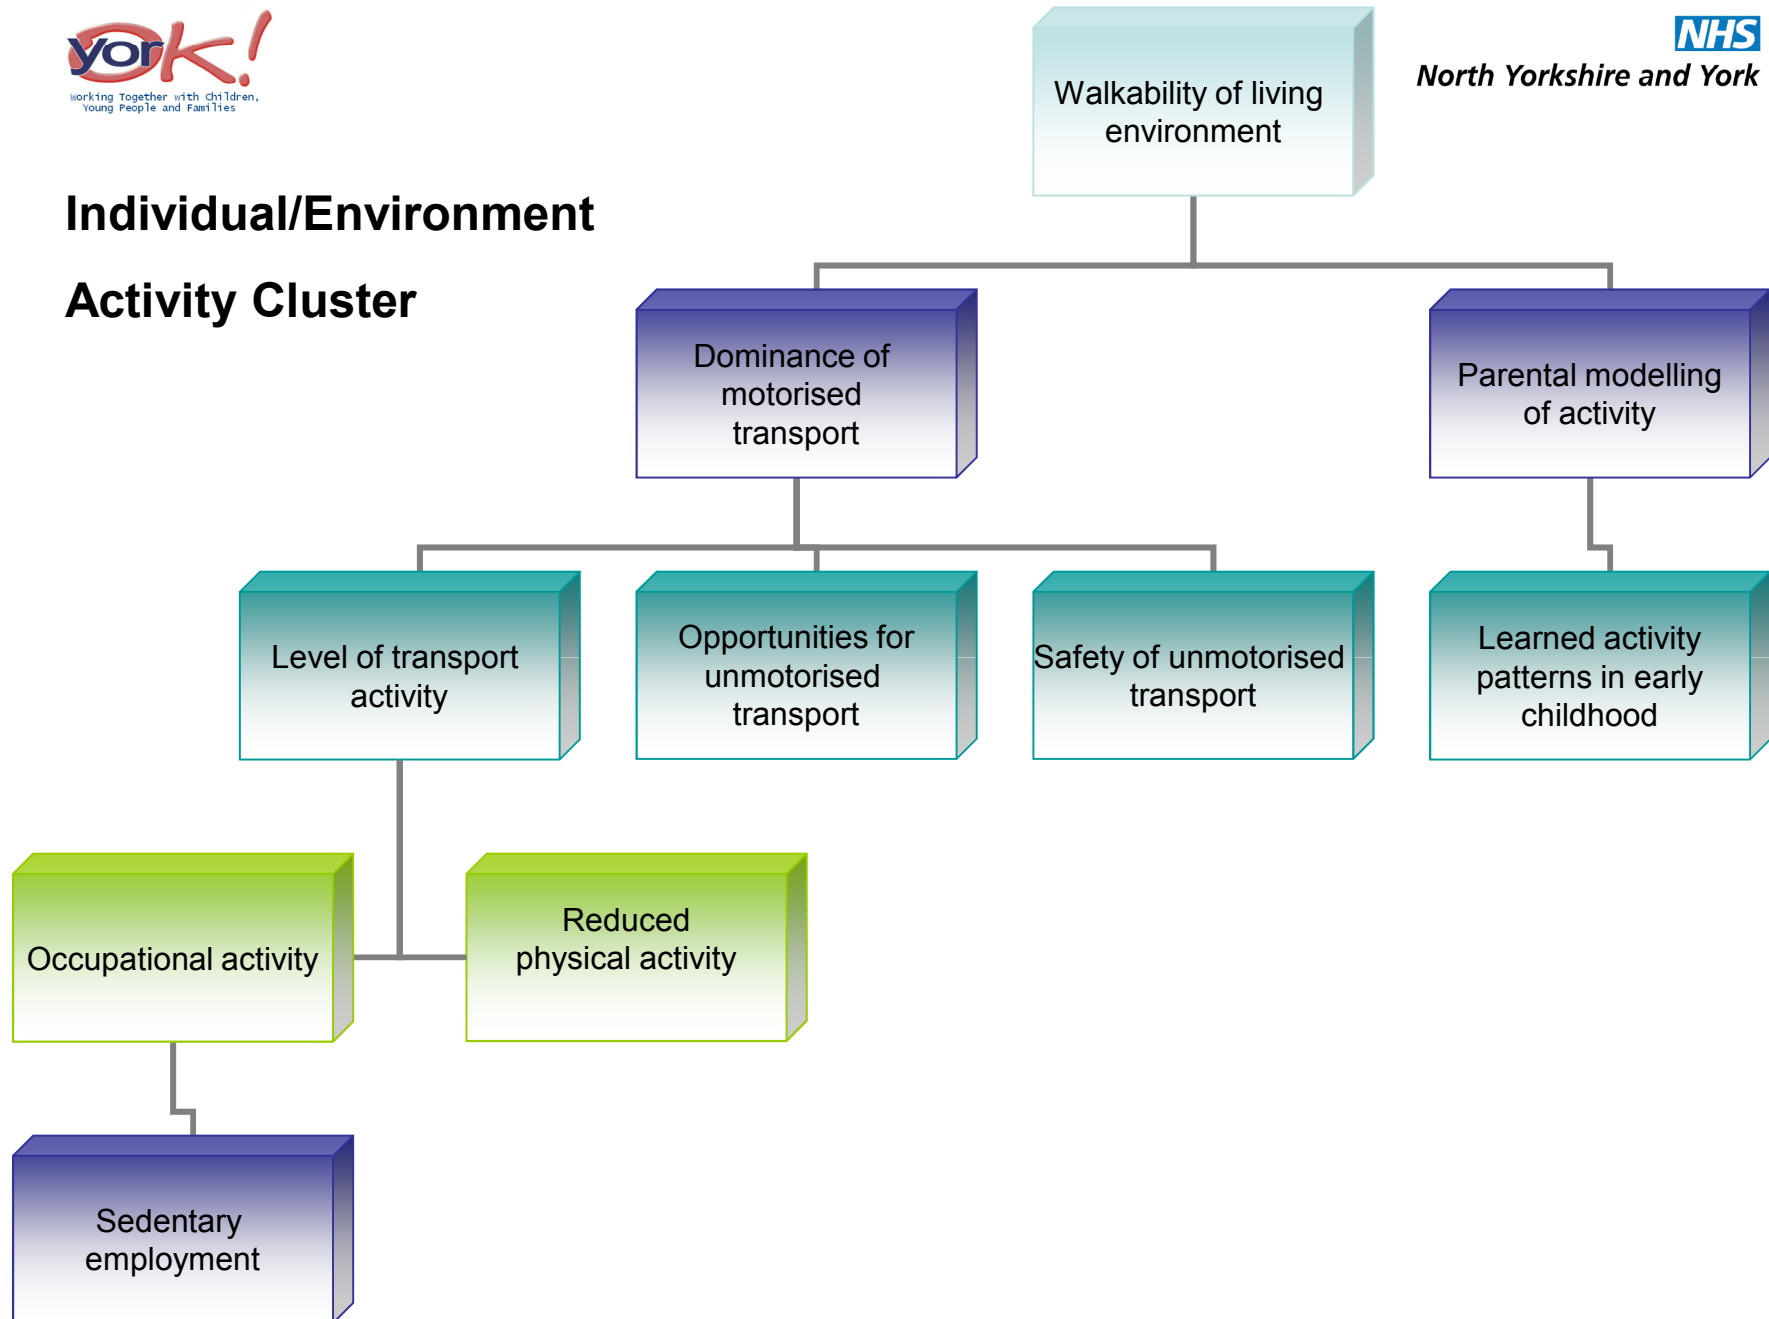 yorK!
Working Together with Children,
Young People and Families
NHS
North Yorkshire and York
Individual/Environment
Activity Cluster
Walkability of living
environment
Dominance of
motorised
transport
Parental modelling
of activity
Level of transport
activity
Opportunities for
unmotorised
transport
Safety of unmotorised
transport
Learned activity
patterns in early
childhood
Occupational activity
Reduced
physical activity
Sedentary
employment